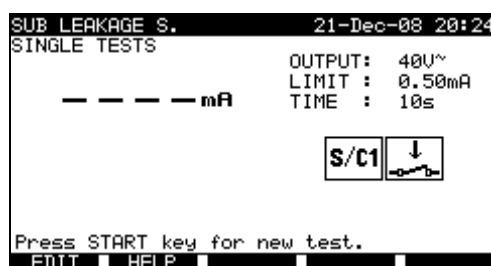 SUB LEAKAGE S. 21-Dec-08 20:24
SINGLE TESTS
OUTPUT: 40V~
LIMIT : 0.50mA
– – – – mA TIME : 10s
S/C1
Press START key for new test.
EDIT HELP